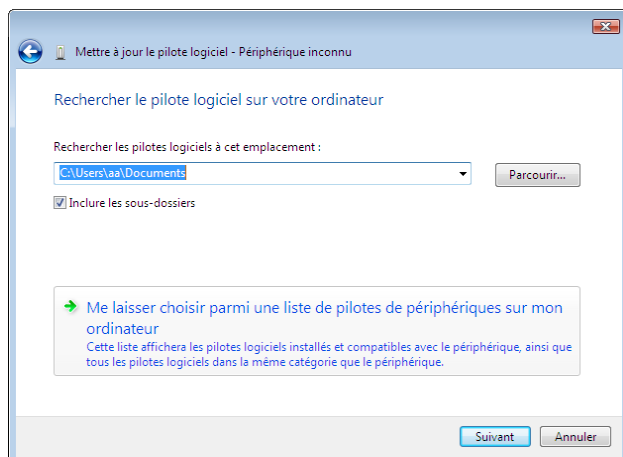 Mettre à jour le pilote logiciel - Périphérique inconnu
Rechercher le pilote logiciel sur votre ordinateur
Rechercher les pilotes logiciels à cet emplacement :
C:\Users\aa\Documents
Parcourir...
Inclure les sous-dossiers
Me laisser choisir parmi une liste de pilotes de périphériques sur mon
ordinateur
Cette liste affichera les pilotes logiciels installés et compatibles avec le périphérique, ainsi que
tous les pilotes logiciels dans la même catégorie que le périphérique.
Suivant
Annuler